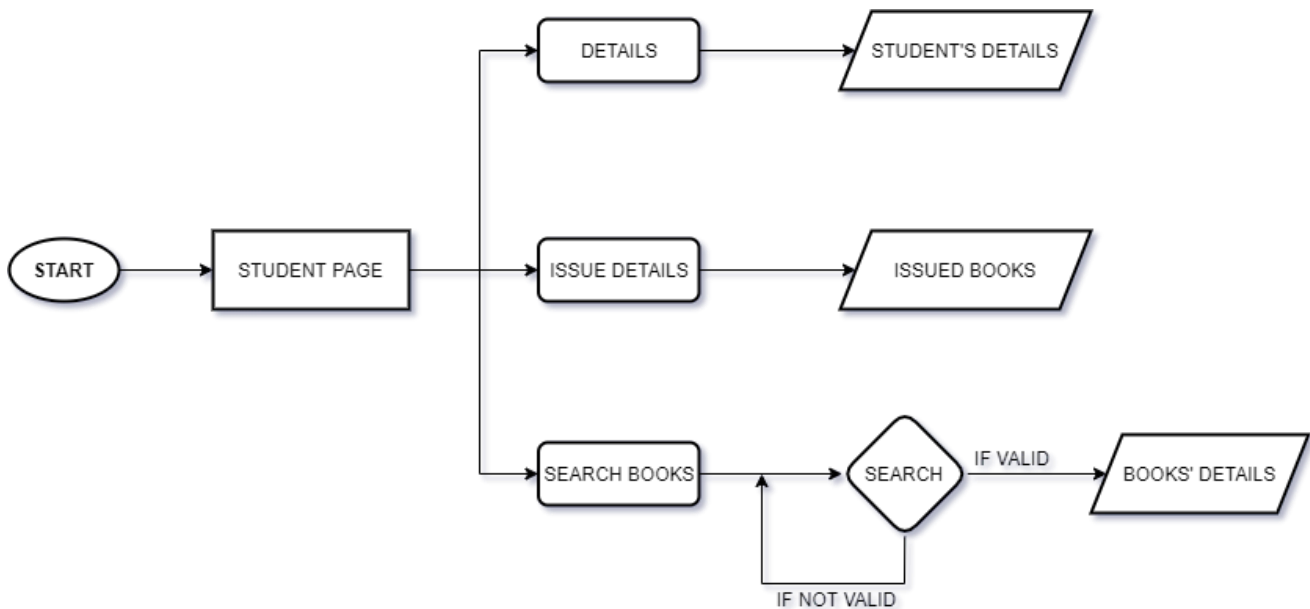 DETAILS
STUDENT'S DETAILS
START
STUDENT PAGE
ISSUE DETAILS
ISSUED BOOKS
SEARCH BOOKS
SEARCH
IF VALID
BOOKS' DETAILS
IF NOT VALID